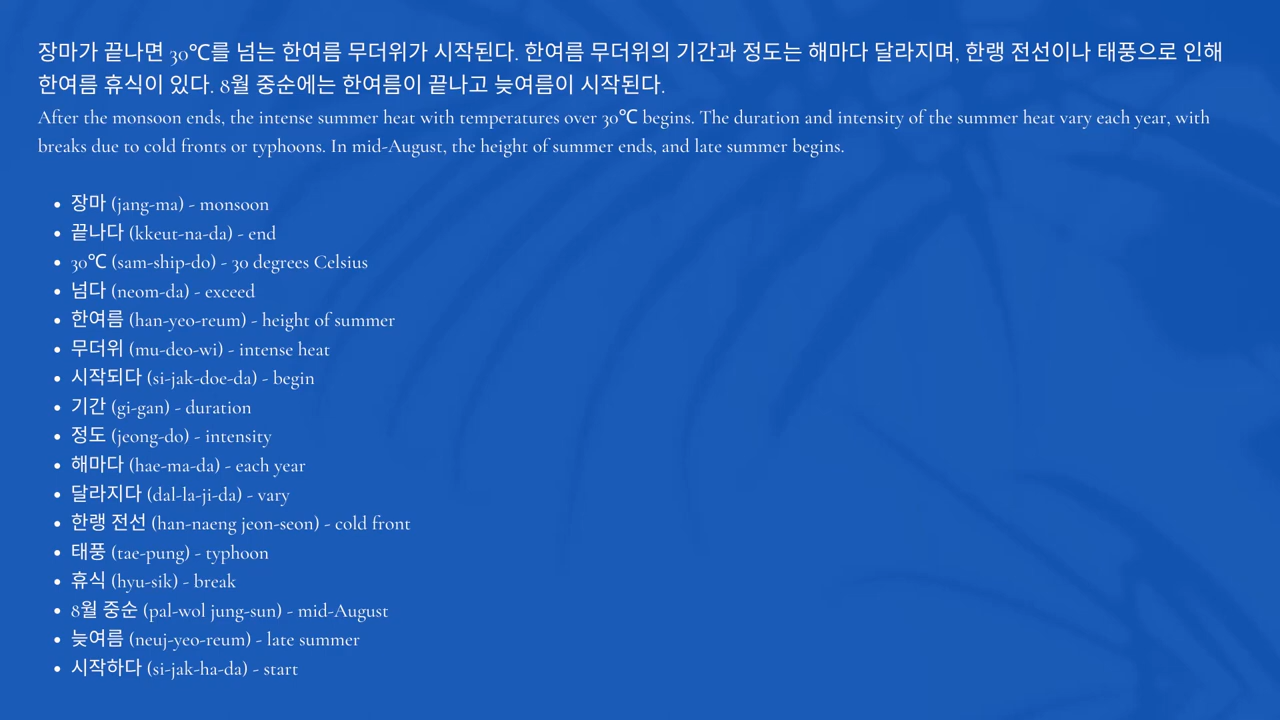 장마가 끝나면 30℃를 넘는 한여름 무더위가 시작된다. 한여름 무더위의 기간과 정도는 해마다 달라지며, 한랭 전선이나 태풍으로 인해
한여름 휴식이 있다. 8월 중순에는 한여름이 끝나고 늦여름이 시작된다.
After the monsoon ends, the intense summer heat with temperatures over 30℃ begins. The duration and intensity of the summer heat vary each year, with
breaks due to cold fronts or typhoons. In mid-August, the height of summer ends, and late summer begins.
• 장마 (jang-ma) - monsoon
• 끝나다 (kkeut-na-da) - end
• 30℃ (sam-ship-do) - 30 degrees Celsius
• 넘다 (neom-da) - exceed
• 한여름 (han-yeo-reum) - height of summer
• 무더위 (mu-deo-wi) - intense heat
• 시작되다 (si-jak-doe-da) - begin
• 기간 (gi-gan) - duration
• 정도 (jeong-do) - intensity
• 해마다 (hae-ma-da) - each year
• 달라지다 (dal-la-ji-da) - vary
• 한랭 전선 (han-naeng jeon-seon) - cold front
• 태풍 (tae-pung) - typhoon
• 휴식 (hyu-sik) - break
• 8월 중순 (pal-wol jung-sun) - mid-August
• 늦여름 (neuj-yeo-reum) - late summer
• 시작하다 (si-jak-ha-da) - start